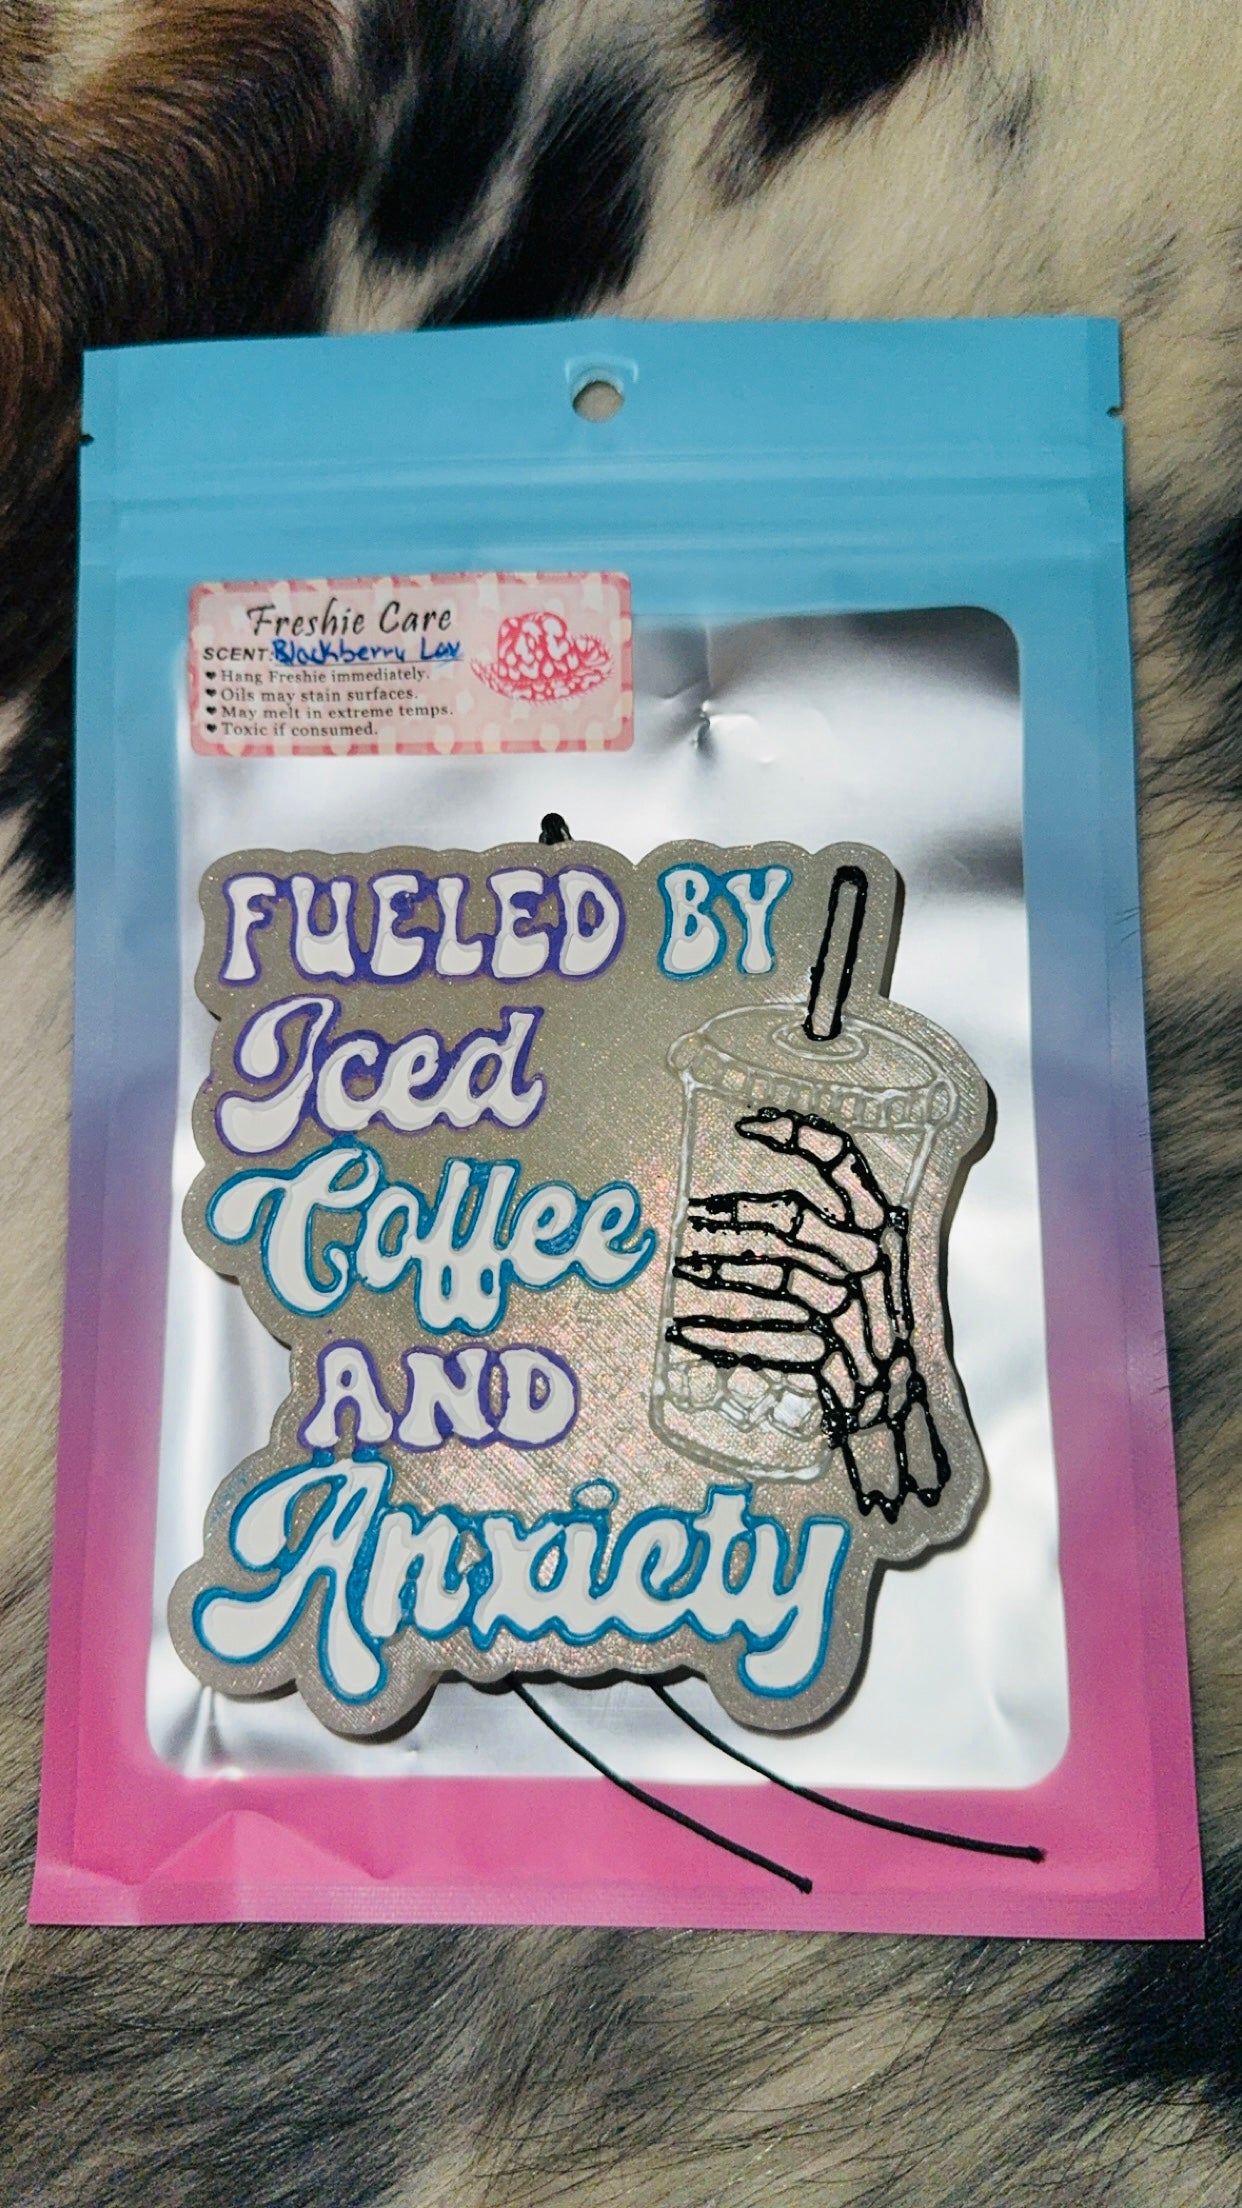 Freshie Care
SCENT: Blackberry Lav
♥ Hang Freshie immediately.
♥ Oils may stain surfaces.
♥ May melt in extreme temps.
♥ Toxic if consumed.
FUELED BY
Iced
Coffee
AND
Anxiety